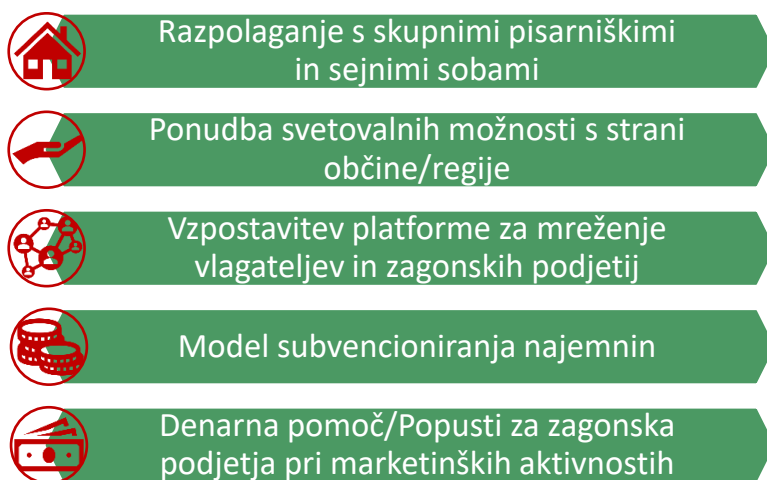 Razpolaganje s skupnimi pisarniškimi
in sejnimi sobami
Ponudba svetovalnih možnosti s strani
občine/regije
Vzpostavitev platforme za mreženje
vlagateljev in zagonskih podjetij
Model subvencioniranja najemnin
Denarna pomoč/Popusti za zagonska
podjetja pri marketinških aktivnostih